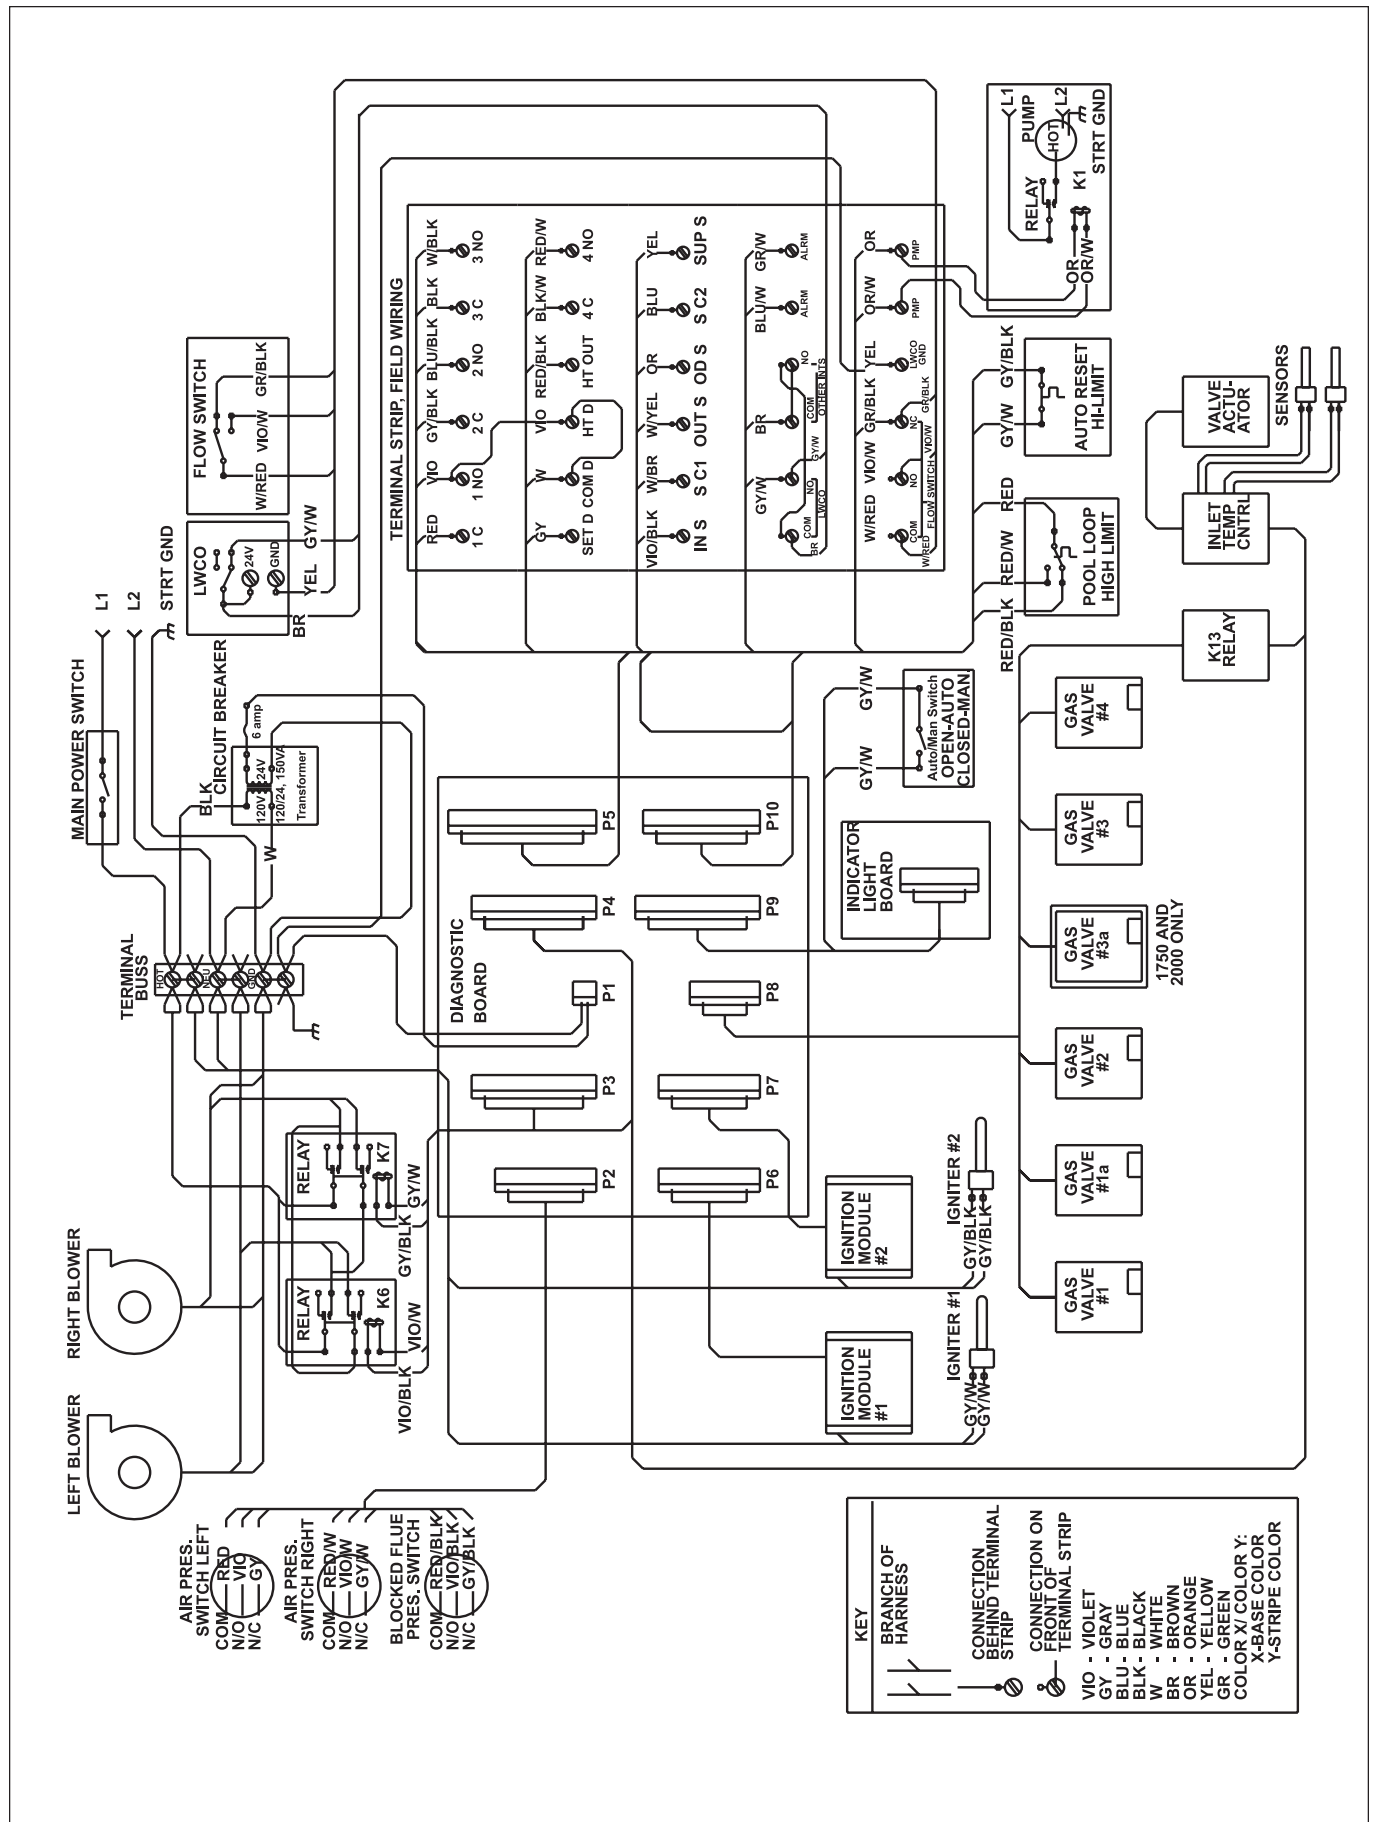 MAIN POWER SWITCH
L1
L2
STRT GND
TERMINAL
BUSS
HOT
NEU
GND
BLK
CIRCUIT BREAKER
6 amp
120V
24V
120/24, 150VA
Transformer
W
LWCO
24V
GND
BR
YEL
GY/W
FLOW SWITCH
W/RED
VIO/W
GR/BLK
TERMINAL STRIP, FIELD WIRING
RED
VIO
GY/BLK
BLU/BLK
BLK
W/BLK
1 C
1 NO
2 C
2 NO
3 C
3 NO
GY
W
VIO
RED/BLK
BLK/W
RED/W
SET D
COM D
HT D
HT OUT
4 C
4 NO
VIO/BLK
W/BR
W/YEL
OR
BLU
YEL
IN S
S C1
OUT S
OD S
S C2
SUP S
GY/W
BR
BLU/W
GR/W
BR
COM
NO
LWCO
GY/W
COM
NO
OTHER INTS
ALRM
ALRM
W/RED
VIO/W
GR/BLK
YEL
OR/W
OR
W/RED
COM
NO
NC
FLOW SWITCH
VIO/W
GR/BLK
LWCO
GND
PMP
PMP
L1
PUMP
L2
HOT
RELAY
K1
STRT GND
OR
OR/W
GY/W
GY/BLK
AUTO RESET
HI-LIMIT
RED/BLK
RED/W
RED
POOL LOOP
HIGH LIMIT
VALVE
ACTU-
ATOR
SENSORS
INLET
TEMP
CNTRL
K13
RELAY
GY/W
GY/W
Auto/Man Switch
OPEN-AUTO
CLOSED-MAN.
INDICATOR
LIGHT
BOARD
DIAGNOSTIC
BOARD
P5
P10
P4
P9
P1
P8
P3
P7
P2
P6
GAS
VALVE
#4
GAS
VALVE
#3
GAS
VALVE
#3a
1750 AND
2000 ONLY
GAS
VALVE
#2
GAS
VALVE
#1a
GAS
VALVE
#1
RIGHT BLOWER
LEFT BLOWER
RELAY
K7
GY/BLK
GY/W
RELAY
K6
VIO/BLK
VIO/W
IGNITION
MODULE
#2
IGNITER #2
GY/BLK
GY/BLK
IGNITION
MODULE
#1
IGNITER #1
GY/W
GY/W
AIR PRES.
SWITCH LEFT
COM RED
N/O VIO
N/C GY
AIR PRES.
SWITCH RIGHT
COM RED/W
N/O VIO/W
N/C GY/W
BLOCKED FLUE
PRES. SWITCH
COM RED/BLK
N/O VIO/BLK
N/C GY/BLK
KEY
BRANCH OF
HARNESS
CONNECTION
BEHIND TERMINAL
STRIP
CONNECTION ON
FRONT OF
TERMINAL STRIP
VIO - VIOLET
GY - GRAY
BLU - BLUE
BLK - BLACK
W - WHITE
BR - BROWN
OR - ORANGE
YEL - YELLOW
GR - GREEN
COLOR X/ COLOR Y:
X-BASE COLOR
Y-STRIPE COLOR